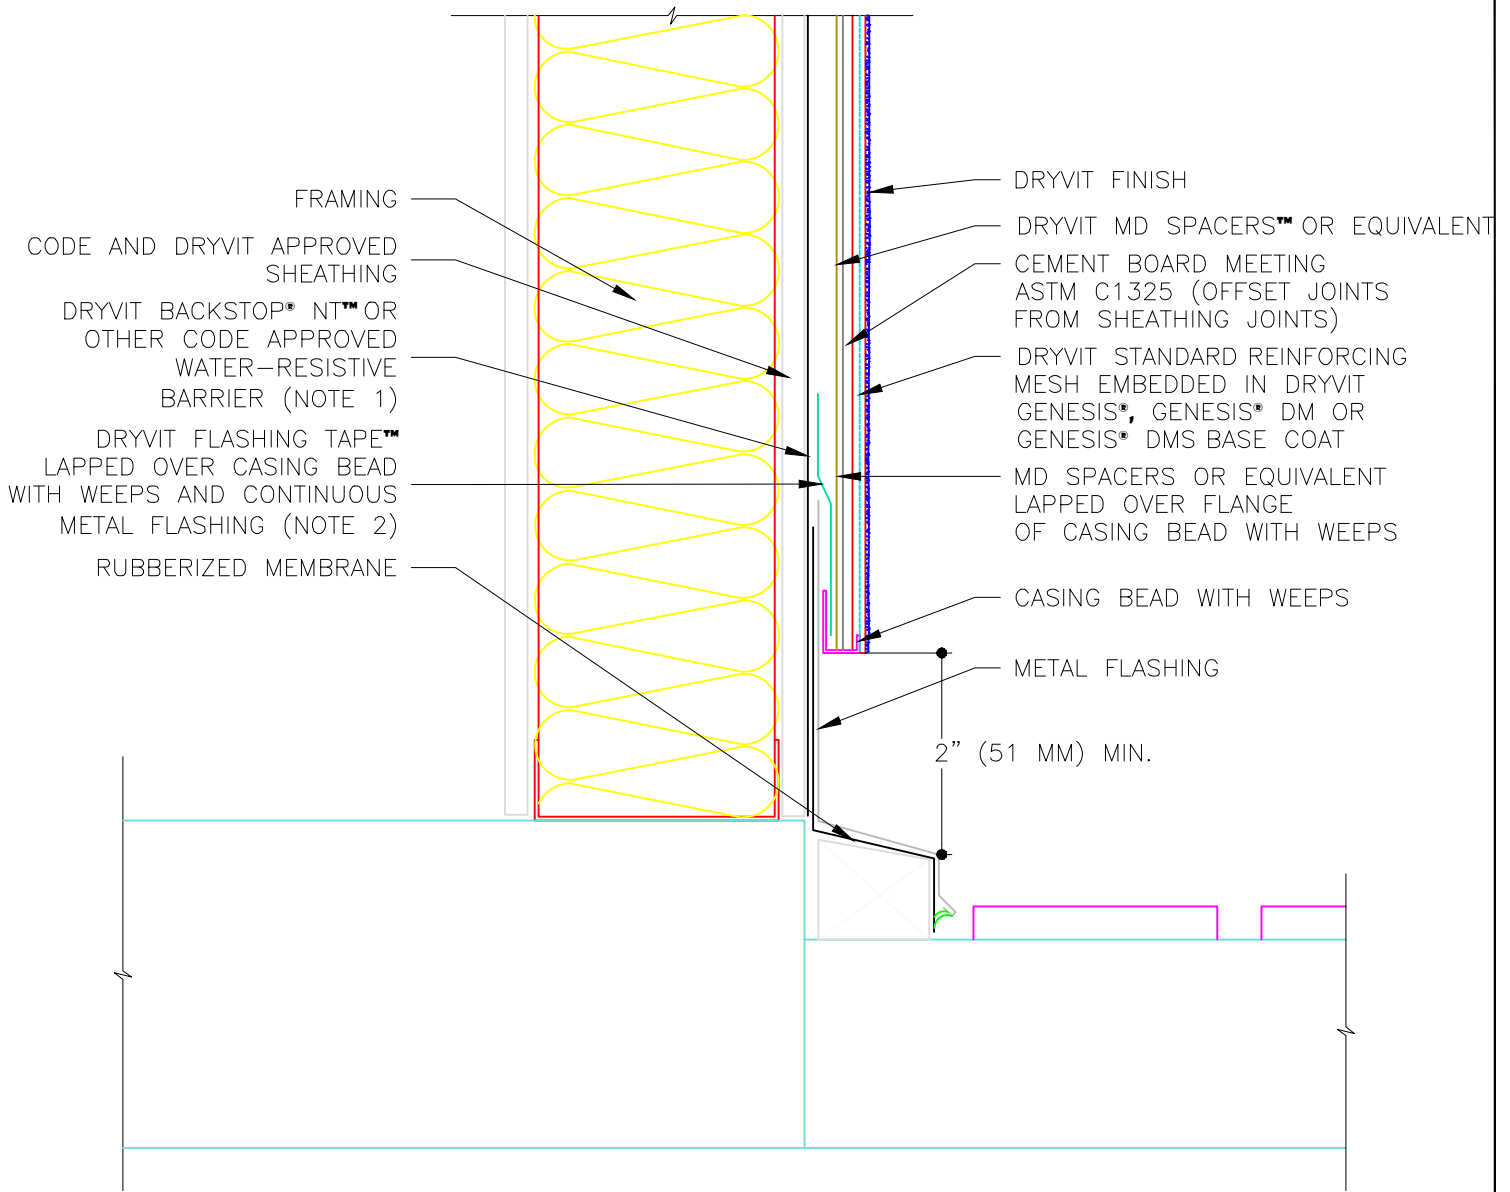 FRAMING
CODE AND DRYVIT APPROVED
SHEATHING
DRYVIT BACKSTOP® NT™ OR
OTHER CODE APPROVED
WATER-RESISTIVE
BARRIER (NOTE 1)
DRYVIT FLASHING TAPE™
LAPPED OVER CASING BEAD
WITH WEEPS AND CONTINUOUS
METAL FLASHING (NOTE 2)
RUBBERIZED MEMBRANE
DRYVIT FINISH
DRYVIT MD SPACERS™ OR EQUIVALENT
CEMENT BOARD MEETING
ASTM C1325 (OFFSET JOINTS
FROM SHEATHING JOINTS)
DRYVIT STANDARD REINFORCING
MESH EMBEDDED IN DRYVIT
GENESIS®, GENESIS® DM OR
GENESIS® DMS BASE COAT
MD SPACERS OR EQUIVALENT
LAPPED OVER FLANGE
OF CASING BEAD WITH WEEPS
CASING BEAD WITH WEEPS
METAL FLASHING
2” (51 MM) MIN.